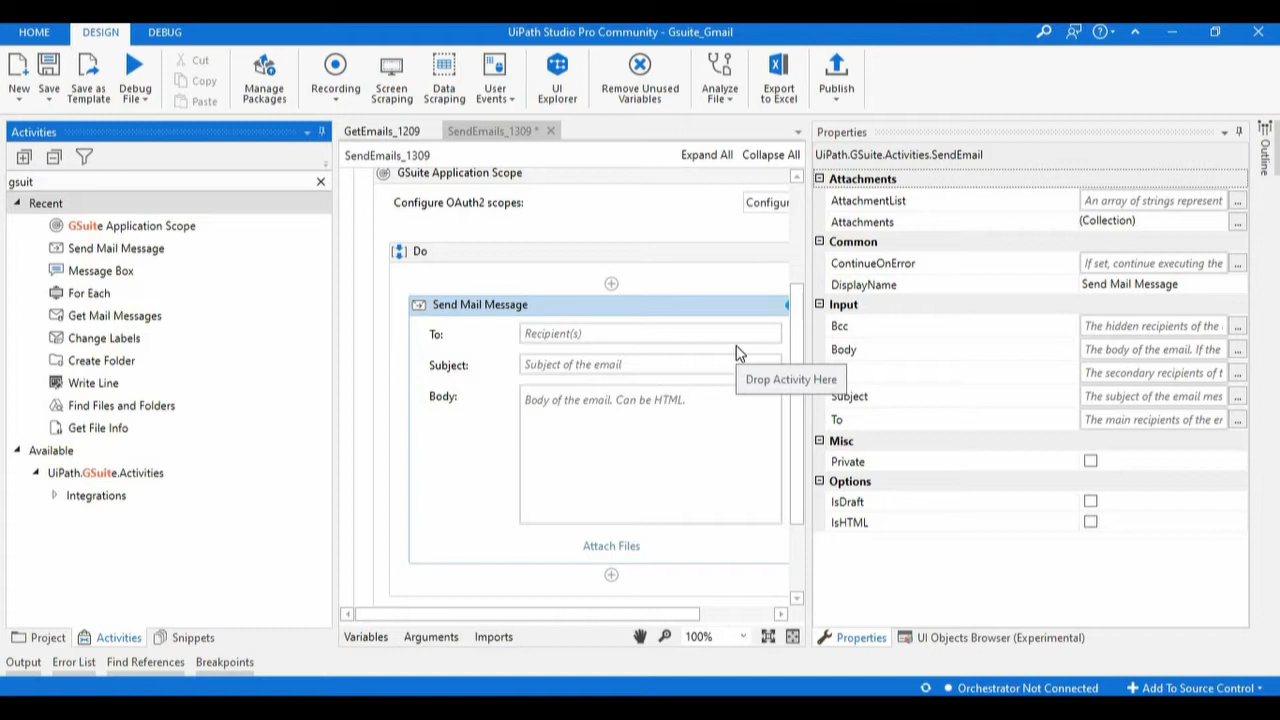 HOME
DESIGN
DEBUG
UiPath Studio Pro Community - Gsuite_Gmail
New
Save
Save as Template
Debug File
Cut
Copy
Paste
Manage Packages
Recording
Screen Scraping
Data Scraping
User Events
UI Explorer
Remove Unused Variables
Analyze File
Export to Excel
Publish
Activities
gsuit
Recent
GSuite Application Scope
Send Mail Message
Message Box
For Each
Get Mail Messages
Change Labels
Create Folder
Write Line
Find Files and Folders
Get File Info
Available
UiPath.GSuite.Activities
Integrations
Project
Activities
Snippets
GetEmails_1209
SendEmails_1309 *
SendEmails_1309
Expand All
Collapse All
GSuite Application Scope
Configure OAuth2 scopes:
Configur
Do
Send Mail Message
To:
Recipient(s)
Subject:
Subject of the email
Body:
Body of the email. Can be HTML.
Drop Activity Here
Attach Files
Variables
Arguments
Imports
100%
Properties
UiPath.GSuite.Activities.SendEmail
Attachments
AttachmentList
An array of strings represent
...
Attachments
(Collection)
...
Common
ContinueOnError
If set, continue executing the
...
DisplayName
Send Mail Message
Input
Bcc
The hidden recipients of the
...
Body
The body of the email. If the
...
The secondary recipients of t
...
Subject
The subject of the email mes
...
To
The main recipients of the er
...
Misc
Private
Options
IsDraft
IsHTML
Properties
UI Objects Browser (Experimental)
Outline
Output
Error List
Find References
Breakpoints
Orchestrator Not Connected
Add To Source Control